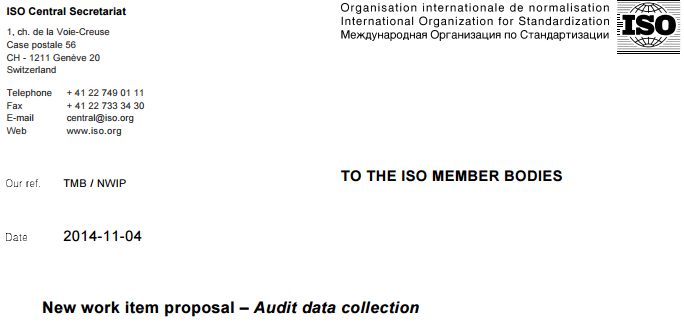 ISO Central Secretariat
1, ch. de la Voie-Creuse
Case postale 56
CH - 1211 Genève 20
Switzerland
Telephone + 41 22 749 01 11
Fax + 41 22 733 34 30
E-mail central@iso.org
Web www.iso.org
Organisation internationale de normalisation
International Organization for Standardization
Международная Организация по Стандартизации
ISO
Our ref. TMB / NWIP
TO THE ISO MEMBER BODIES
Date 2014-11-04
New work item proposal – Audit data collection